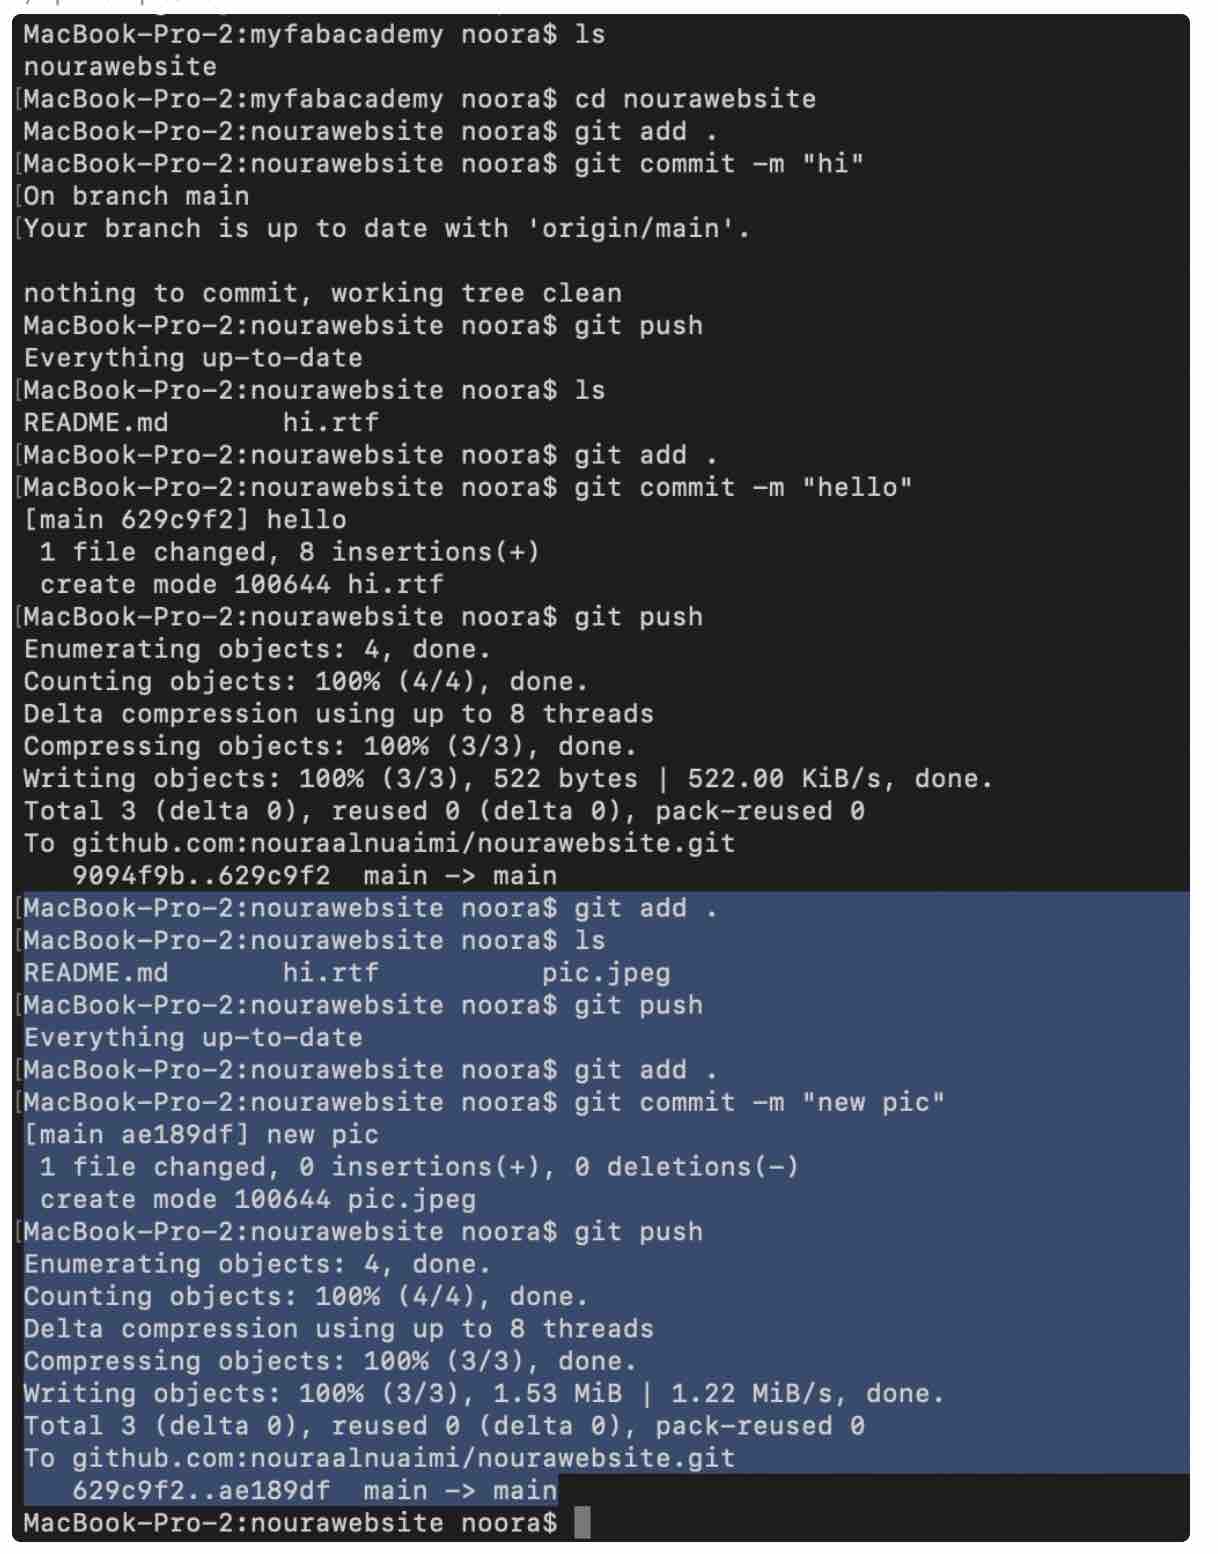 MacBook-Pro-2:myfabacademy noora$ ls
nourawebsite
[MacBook-Pro-2:myfabacademy noora$ cd nourawebsite
MacBook-Pro-2:nourawebsite noora$ git add .
[MacBook-Pro-2:nourawebsite noora$ git commit -m "hi"
[On branch main
[Your branch is up to date with 'origin/main'.

nothing to commit, working tree clean
MacBook-Pro-2:nourawebsite noora$ git push
Everything up-to-date
[MacBook-Pro-2:nourawebsite noora$ ls
README.md       hi.rtf
[MacBook-Pro-2:nourawebsite noora$ git add .
[MacBook-Pro-2:nourawebsite noora$ git commit -m "hello"
[main 629c9f2] hello
 1 file changed, 8 insertions(+)
 create mode 100644 hi.rtf
[MacBook-Pro-2:nourawebsite noora$ git push
Enumerating objects: 4, done.
Counting objects: 100% (4/4), done.
Delta compression using up to 8 threads
Compressing objects: 100% (3/3), done.
Writing objects: 100% (3/3), 522 bytes | 522.00 KiB/s, done.
Total 3 (delta 0), reused 0 (delta 0), pack-reused 0
To github.com:nouraalnuaimi/nourawebsite.git
   9094f9b..629c9f2  main -> main
[MacBook-Pro-2:nourawebsite noora$ git add .
[MacBook-Pro-2:nourawebsite noora$ ls
README.md       hi.rtf          pic.jpeg
[MacBook-Pro-2:nourawebsite noora$ git push
Everything up-to-date
[MacBook-Pro-2:nourawebsite noora$ git add .
[MacBook-Pro-2:nourawebsite noora$ git commit -m "new pic"
[main ae189df] new pic
 1 file changed, 0 insertions(+), 0 deletions(-)
 create mode 100644 pic.jpeg
[MacBook-Pro-2:nourawebsite noora$ git push
Enumerating objects: 4, done.
Counting objects: 100% (4/4), done.
Delta compression using up to 8 threads
Compressing objects: 100% (3/3), done.
Writing objects: 100% (3/3), 1.53 MiB | 1.22 MiB/s, done.
Total 3 (delta 0), reused 0 (delta 0), pack-reused 0
To github.com:nouraalnuaimi/nourawebsite.git
   629c9f2..ae189df  main -> main
MacBook-Pro-2:nourawebsite noora$